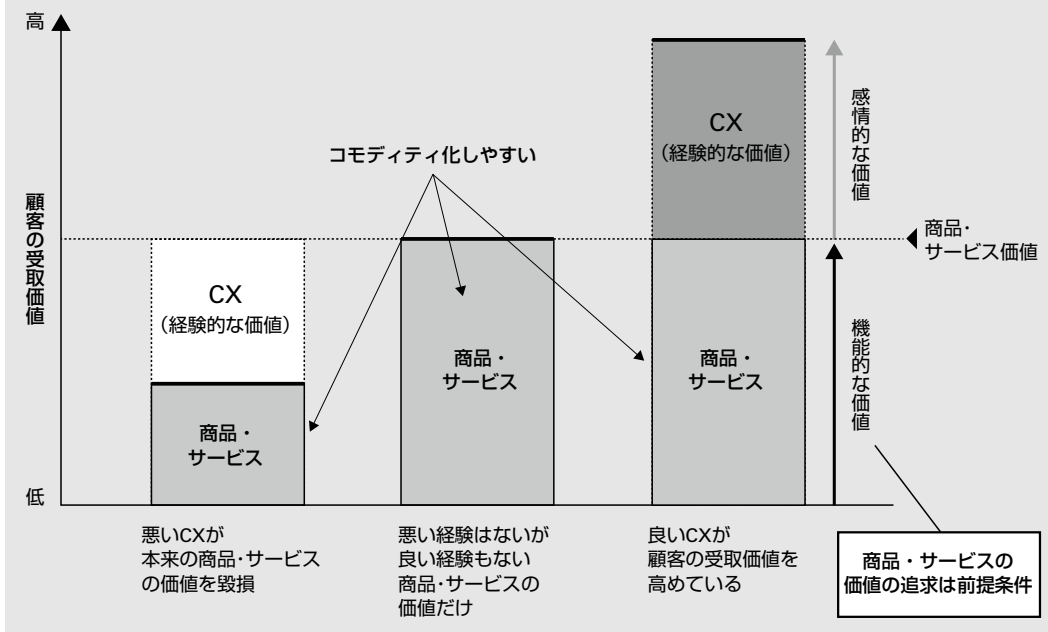 高
顧客の受取価値
低
コモディティ化しやすい
CX
（経験的な価値）
商品・
サービス
商品・
サービス
CX
（経験的な価値）
商品・
サービス
感情的な価値
商品・
サービス価値
機能的な価値
悪いCXが
本来の商品・サービス
の価値を毀損
悪い経験はないが
良い経験もない
商品・サービスの
価値だけ
良いCXが
顧客の受取価値を
高めている
商品・サービスの
価値の追求は前提条件